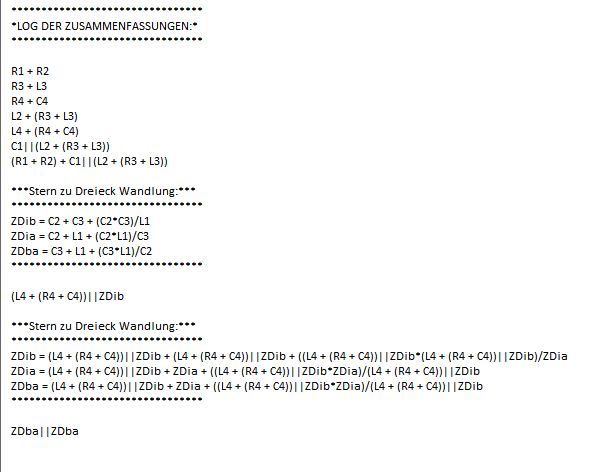 ********************************
*LOG DER ZUSAMMENFASSUNGEN:*
********************************
R1 + R2
R3 + L3
R4 + C4
L2 + (R3 + L3)
L4 + (R4 + C4)
C1||(L2 + (R3 + L3))
(R1 + R2) + C1||(L2 + (R3 + L3))
***Stern zu Dreieck Wandlung:***
********************************
ZDib = C2 + C3 + (C2*C3)/L1
ZDia = C2 + L1 + (C2*L1)/C3
ZDba = C3 + L1 + (C3*L1)/C2
********************************
(L4 + (R4 + C4))||ZDib
***Stern zu Dreieck Wandlung:***
********************************
ZDib = (L4 + (R4 + C4))||ZDib + (L4 + (R4 + C4))||ZDib + ((L4 + (R4 + C4))||ZDib*(L4 + (R4 + C4))||ZDib)/ZDia
ZDia = (L4 + (R4 + C4))||ZDib + ZDia + ((L4 + (R4 + C4))||ZDib*ZDia)/(L4 + (R4 + C4))||ZDib
ZDba = (L4 + (R4 + C4))||ZDib + ZDia + ((L4 + (R4 + C4))||ZDib*ZDia)/(L4 + (R4 + C4))||ZDib
********************************
ZDba||ZDba